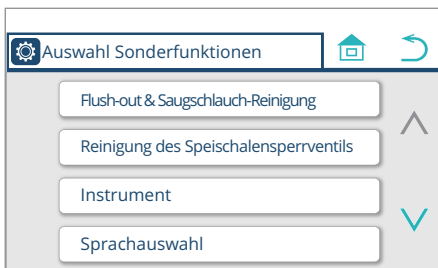 Auswahl Sonderfunktionen
Flush-out & Saugschlauch-Reinigung
Reinigung des Speischalensperrventils
Instrument
Sprachauswahl